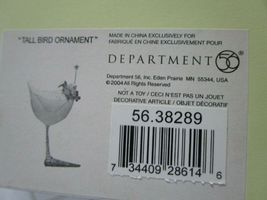 "TALL BIRD ORNAMENT"
MADE IN CHINA EXCLUSIVELY FOR
FABRIQUÉ EN CHINE EXCLUSIVEMENT POUR
DEPARTMENT 56®
Department 56, Inc. Eden Prairie MN 55344, USA
©2004 All Rights Reserved
NOT A TOY / CECI N'EST PAS UN JOUET
DECORATIVE ARTICLE / OBJET DÉCORATIF
56.38289
7 34409 28614 6